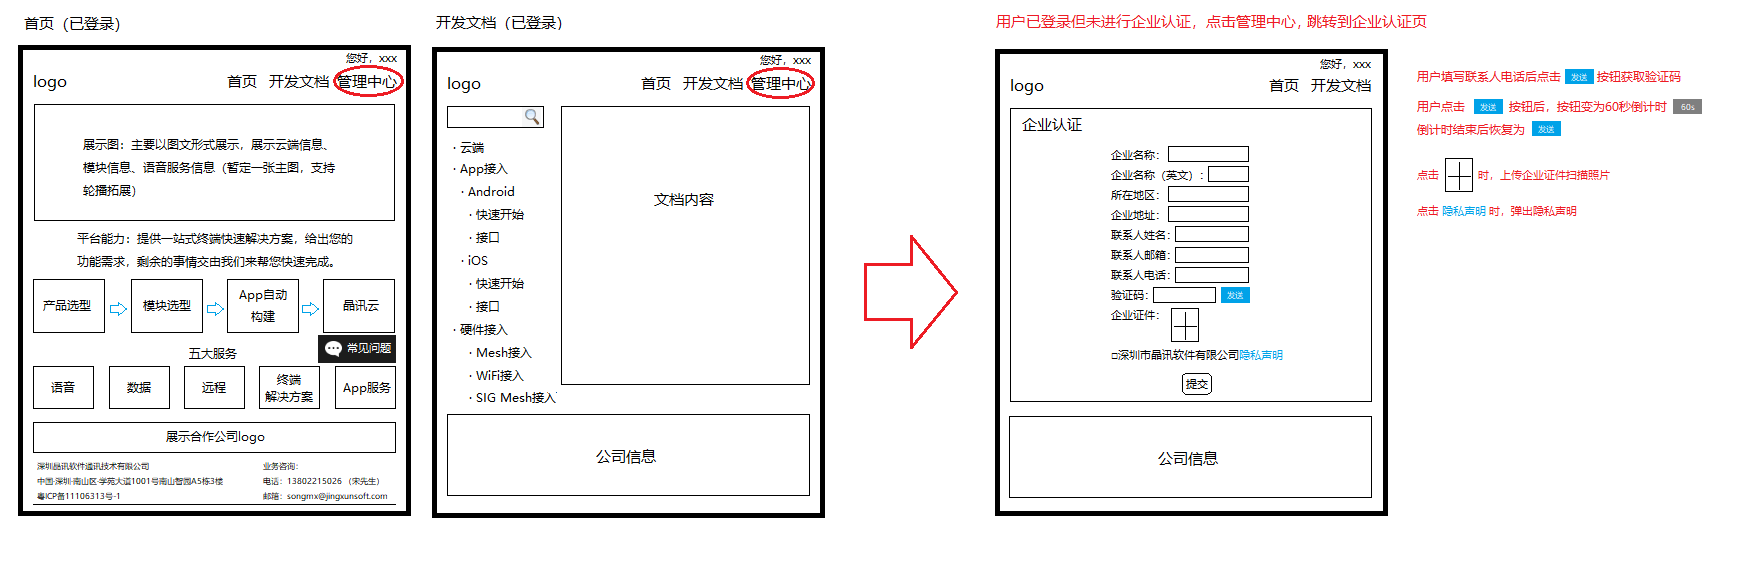 首页（已登录）
您好，xxx
logo
首页 开发文档 管理中心
展示图：主要以图文形式展示，展示云端信息、
模块信息、语音服务信息（暂定一张主图，支持
轮播拓展）
平台能力：提供一站式终端快速解决方案，给出您的
功能需求，剩余的事情交由我们来帮您快速完成。
产品选型
模块选型
App自动
构建
晶讯云
常见问题
五大服务
语音
数据
远程
终端
解决方案
App服务
展示合作公司logo
深圳晶讯软件通讯技术有限公司
中国·深圳·南山区·学苑大道1001号南山智园A5栋3楼
粤ICP备11106313号-1
业务咨询：
电话：13802215026 （宋先生）
邮箱：songmx@jingxunsoft.com
开发文档（已登录）
您好，xxx
logo
首页 开发文档 管理中心
· 云端
· App接入
· Android
· 快速开始
· 接口
· iOS
· 快速开始
· 接口
· 硬件接入
· Mesh接入
· WiFi接入
· SIG Mesh接入
文档内容
公司信息
用户已登录但未进行企业认证，点击管理中心, 跳转到企业认证页
您好，xxx
logo
首页 开发文档
企业认证
企业名称：
企业名称（英文）：
所在地区：
企业地址：
联系人姓名：
联系人邮箱：
联系人电话：
验证码： 发送
企业证件：
□深圳市晶讯软件有限公司隐私声明
提交
公司信息
用户填写联系人电话后点击 发送 按钮获取验证码
用户点击 发送 按钮后，按钮变为60秒倒计时 60s
倒计时结束后恢复为 发送
点击 时，上传企业证件扫描照片
点击 隐私声明 时，弹出隐私声明